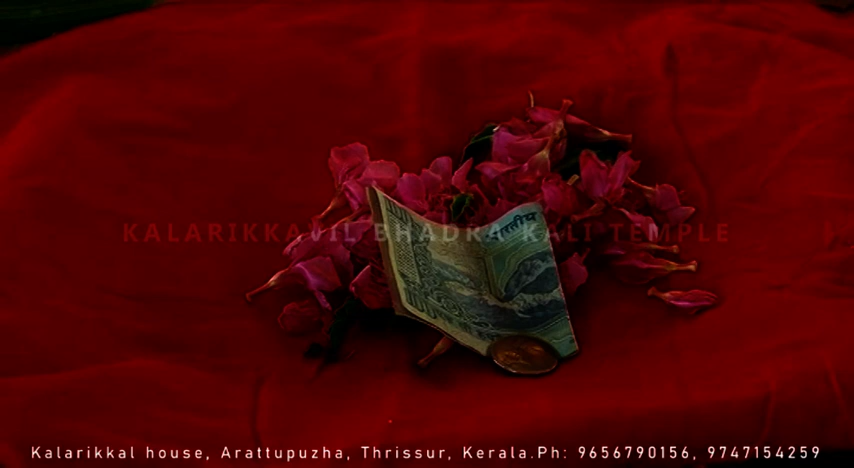 KALARIKKAVIL BHADRA KALI TEMPLE
Kalarikkal house, Arattupuzha, Thrissur, Kerala.Ph: 9656790156, 9747154259